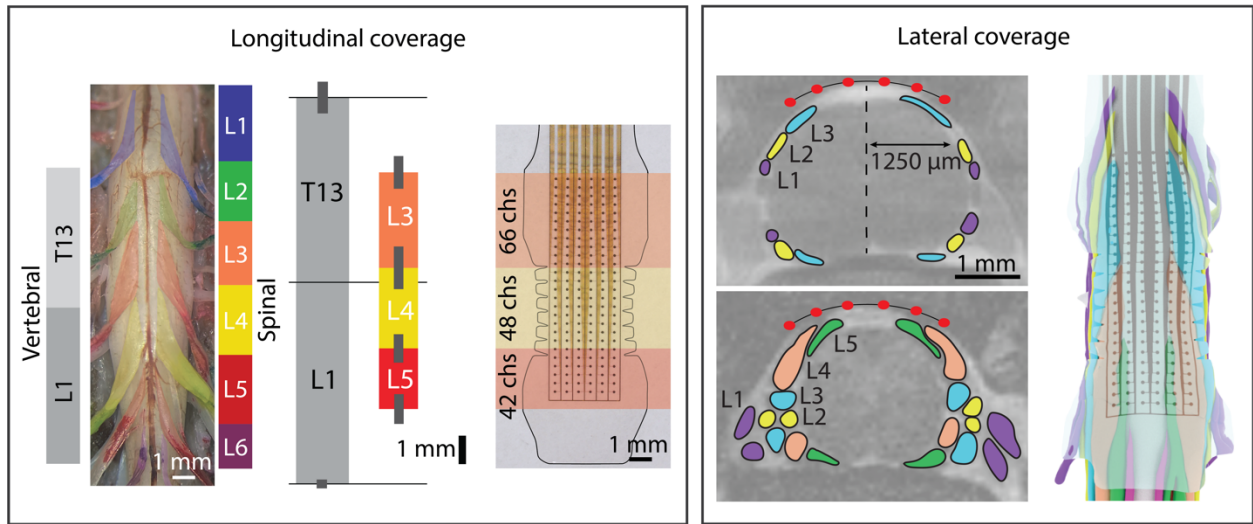 Longitudinal coverage
Vertebral
T13
L1
L1
L2
L3
L4
L5
L6
Spinal
1 mm
T13
L1
L3
L4
L5
1 mm
66 chs
48 chs
42 chs
1 mm
Lateral coverage
L3
L2
L1
1250 µm
1 mm
L5
L4
L3
L2
L1